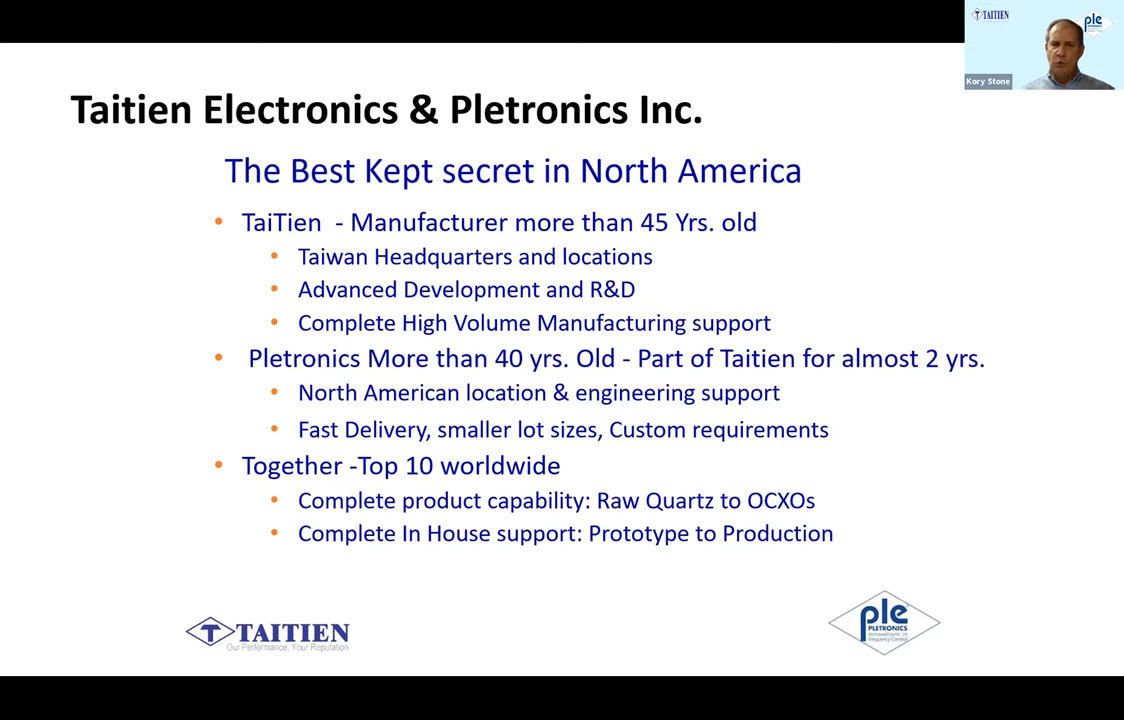 TAITIEN
ple
Kory Stone
Taitien Electronics & Pletronics Inc.
The Best Kept secret in North America
• TaiTien - Manufacturer more than 45 Yrs. old
• Taiwan Headquarters and locations
• Advanced Development and R&D
• Complete High Volume Manufacturing support
• Pletronics More than 40 yrs. Old - Part of Taitien for almost 2 yrs.
• North American location & engineering support
• Fast Delivery, smaller lot sizes, Custom requirements
• Together -Top 10 worldwide
• Complete product capability: Raw Quartz to OCXOs
• Complete In House support: Prototype to Production
TAITIEN
Our Performance, Your Reputation
ple
PLETRONICS
Innovations in
Frequency Control